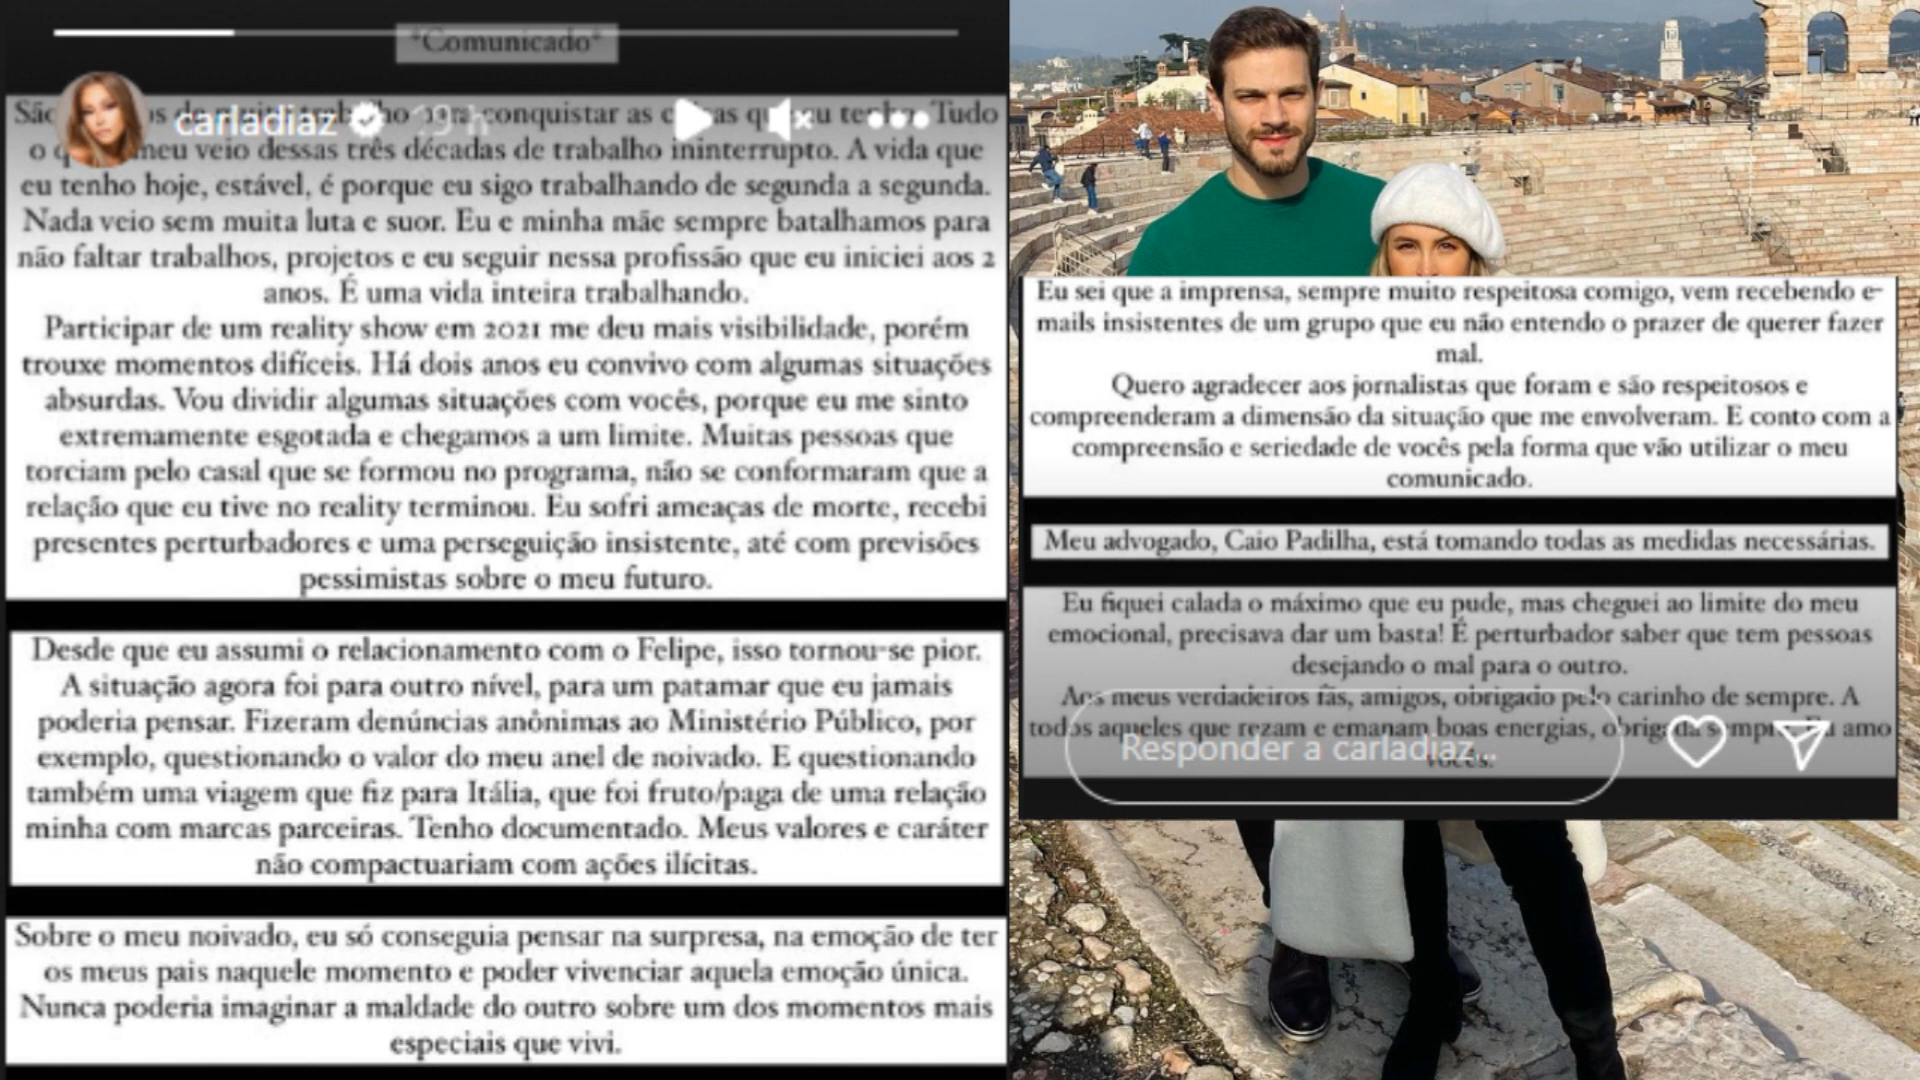 *Comunicado*
carladiaz 19 h
para conquistar as que eu tenho. Tudo
meu veio dessas três décadas de trabalho ininterrupto. A vida que
eu tenho hoje, estável, é porque eu sigo trabalhando de segunda a segunda.
Nada veio sem muita luta e suor. Eu e minha mãe sempre batalhamos para
não faltar trabalhos, projetos e eu seguir nessa profissão que eu iniciei aos 2
anos. É uma vida inteira trabalhando.
Participar de um reality show em 2021 me deu mais visibilidade, porém
trouxe momentos difíceis. Há dois anos eu convivo com algumas situações
absurdas. Vou dividir algumas situações com vocês, porque eu me sinto
extremamente esgotada e chegamos a um limite. Muitas pessoas que
torciam pelo casal que se formou no programa, não se conformaram que a
relação que eu tive no reality terminou. Eu sofri ameaças de morte, recebi
presentes perturbadores e uma perseguição insistente, até com previsões
pessimistas sobre o meu futuro.
Desde que eu assumi o relacionamento com o Felipe, isso tornou-se pior.
A situação agora foi para outro nível, para um patamar que eu jamais
poderia pensar. Fizeram denúncias anônimas ao Ministério Público, por
exemplo, questionando o valor do meu anel de noivado. E questionando
também uma viagem que fiz para Itália, que foi fruto/paga de uma relação
minha com marcas parceiras. Tenho documentado. Meus valores e caráter
não compactuariam com ações ilícitas.
Sobre o meu noivado, eu só conseguia pensar na surpresa, na emoção de ter
os meus pais naquele momento e poder vivenciar aquela emoção única.
Nunca poderia imaginar a maldade do outro sobre um dos momentos mais
especiais que vivi.
Eu sei que a imprensa, sempre muito respeitosa comigo, vem recebendo e-
mails insistentes de um grupo que eu não entendo o prazer de querer fazer
mal.
Quero agradecer aos jornalistas que foram e são respeitosos e
compreenderam a dimensão da situação que me envolveram. E conto com a
compreensão e seriedade de vocês pela forma que vão utilizar o meu
comunicado.
Meu advogado, Caio Padilha, está tomando todas as medidas necessárias.
Eu fiquei calada o máximo que eu pude, mas cheguei ao limite do meu
emocional, precisava dar um basta! É perturbador saber que tem pessoas
desejando o mal para o outro.
Aos meus verdadeiros fãs, amigos, obrigado pelo carinho de sempre. A
todos aqueles que rezam e emanam boas energias, obrigada sempre. Eu amo
vocês.
Responder a carladiaz...